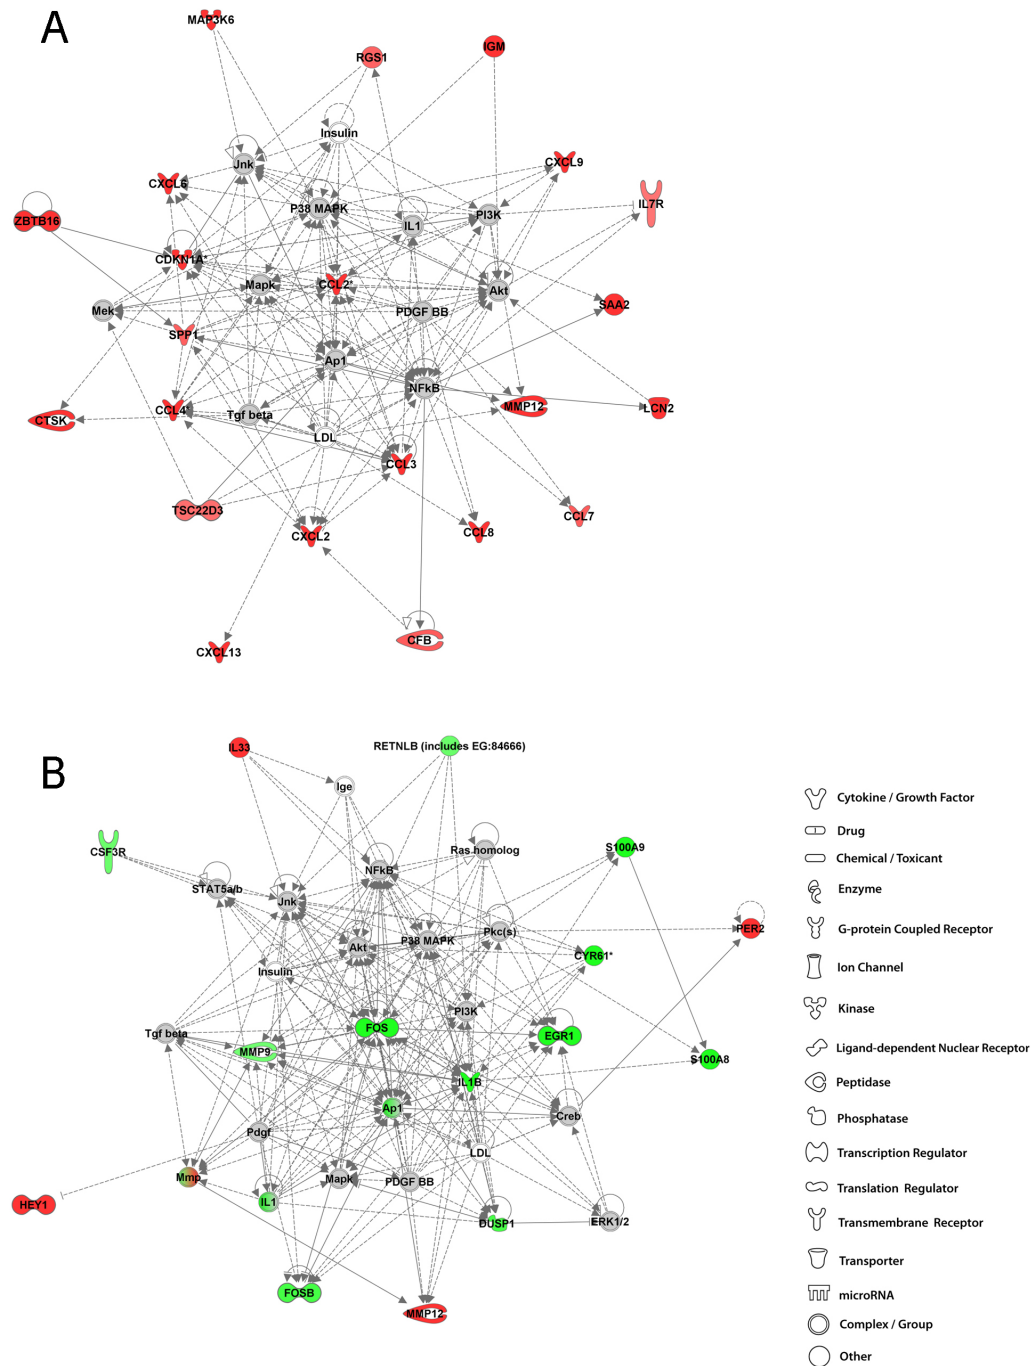 A
MAP3K6
RGS1
IGM
Insulin
Jnk
CXCL9
CXCL6
IL7R
P38 MAPK
PI3K
ZBTB16
IL1
CDKN1A*
Mapk
CCL2*
Akt
SAA2
Mek
PDGF BB
SPP1
Ap1
NFkB
CTSK
CCL4*
Tgf beta
MMP12
LCN2
LDL
CCL3
TSC22D3
CCL7
CXCL2
CCL8
CFB
CXCL13
B
IL33
RETNLB (includes EG:84666)
Ige
CSF3R
NFkB
Ras homolog
S100A9
STAT5a/b
Jnk
Akt
P38 MAPK
Pkc(s)
PER2
CYR61*
Insulin
PI3K
Tgf beta
FOS
EGR1
MMP9
S100A8
IL1B
Ap1
Creb
Pdgf
LDL
Mmp
Mapk
PDGF BB
HEY1
IL1
DUSP1
ERK1/2
FOSB
MMP12
Cytokine / Growth Factor
Drug
Chemical / Toxicant
Enzyme
G-protein Coupled Receptor
Ion Channel
Kinase
Ligand-dependent Nuclear Receptor
Peptidase
Phosphatase
Transcription Regulator
Translation Regulator
Transmembrane Receptor
Transporter
microRNA
Complex / Group
Other